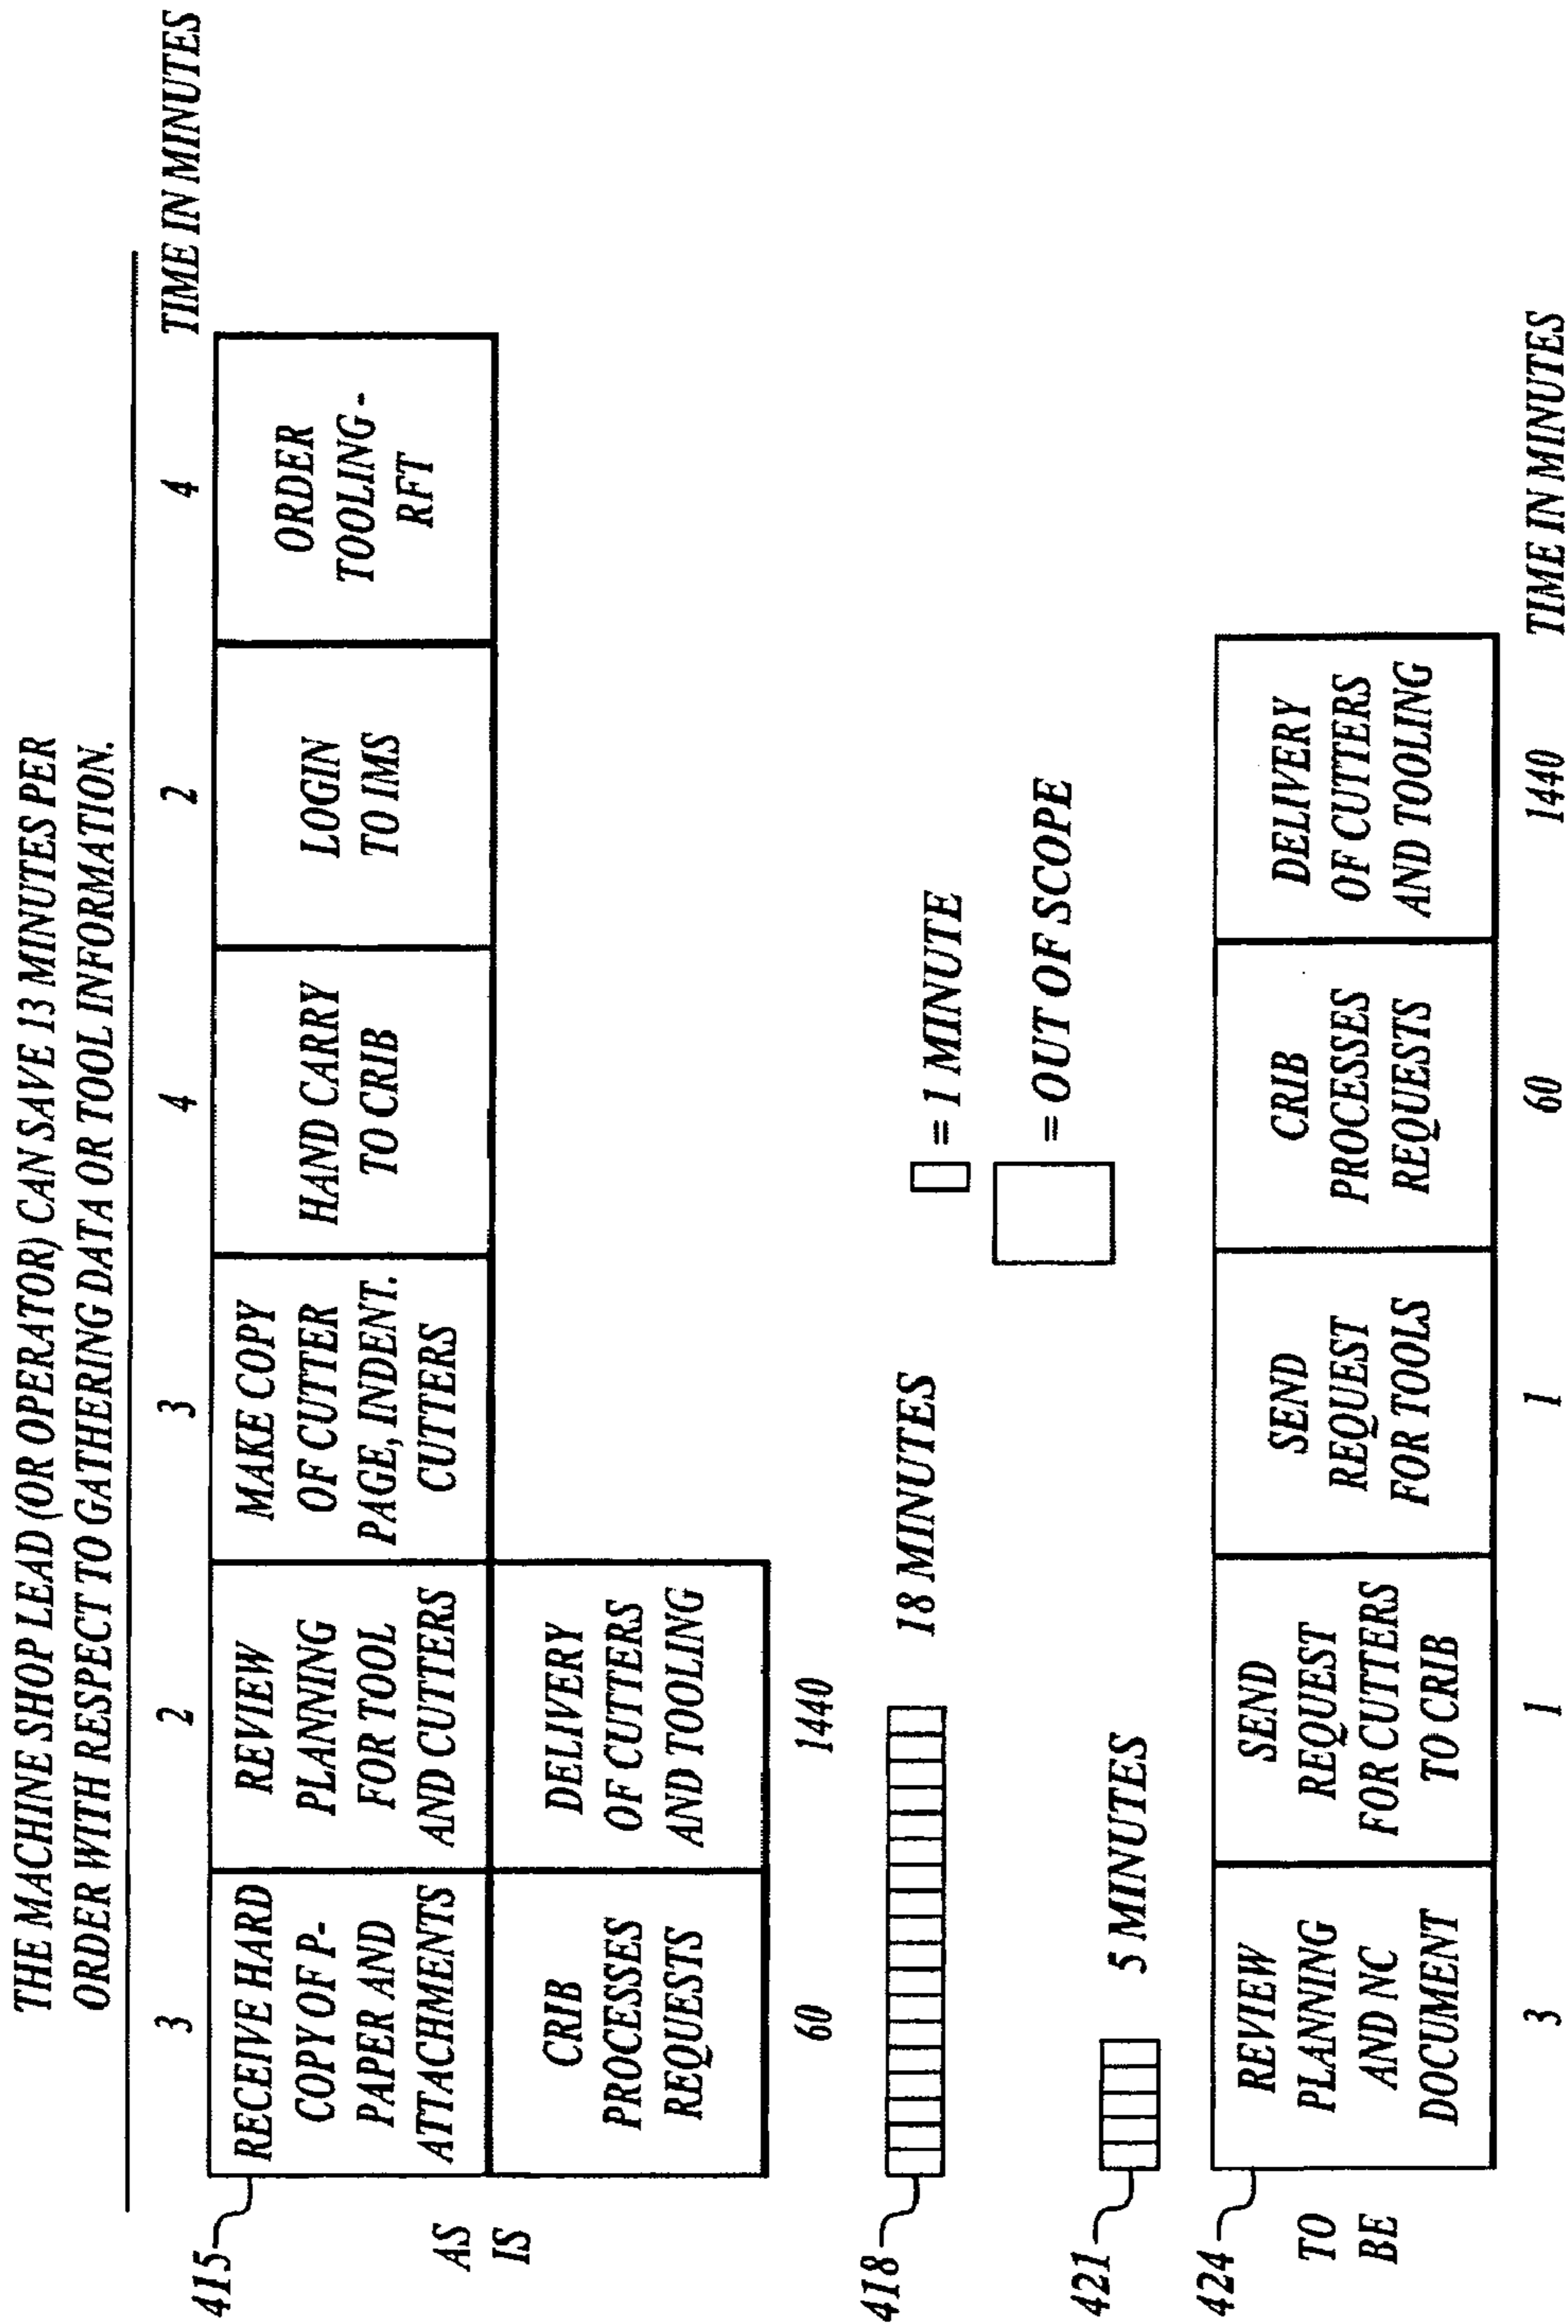 THE MACHINE SHOP LEAD (OR OPERATOR) CAN SAVE 13 MINUTES PER
ORDER WITH RESPECT TO GATHERING DATA OR TOOL INFORMATION.
415
3
2
3
4
2
4
TIME IN MINUTES
RECEIVE HARD
COPY OF P-
PAPER AND
ATTACHMENTS
REVIEW
PLANNING
FOR TOOL
AND CUTTERS
MAKE COPY
OF CUTTER
PAGE, INDENT.
CUTTERS
HAND CARRY
TO CRIB
LOGIN
TO IMS
ORDER
TOOLING -
RFT
AS
IS
CRIB
PROCESSES
REQUESTS
DELIVERY
OF CUTTERS
AND TOOLING
60
1440
418
18 MINUTES
= 1 MINUTE
= OUT OF SCOPE
421
5 MINUTES
424
TO
BE
REVIEW
PLANNING
AND NC
DOCUMENT
SEND
REQUEST
FOR CUTTERS
TO CRIB
SEND
REQUEST
FOR TOOLS
CRIB
PROCESSES
REQUESTS
DELIVERY
OF CUTTERS
AND TOOLING
3
1
1
60
1440
TIME IN MINUTES